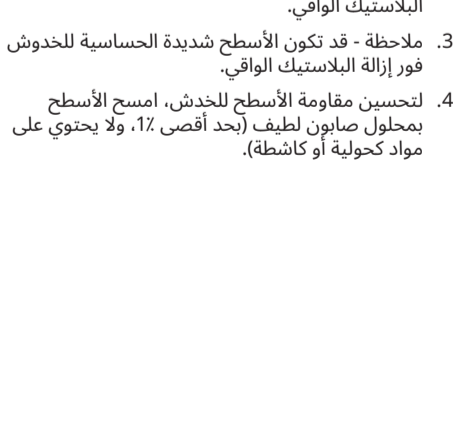 البلاستيك الواقي.
3. ملاحظة - قد تكون الأسطح شديدة الحساسية للخدوش
فور إزالة البلاستيك الواقي.
4. لتحسين مقاومة الأسطح للخدش، امسح الأسطح
بمحلول صابون لطيف (بحد أقصى 1٪، ولا يحتوي على
مواد كحولية أو كاشطة).